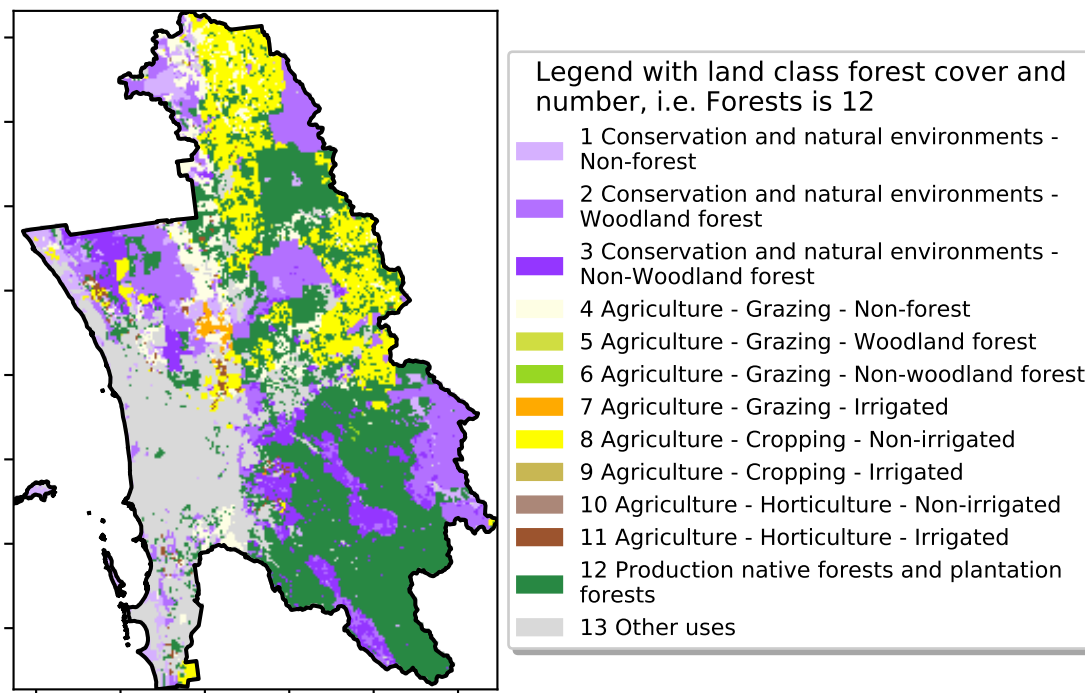 Legend with land class forest cover and
number, i.e. Forests is 12
1 Conservation and natural environments -
Non-forest
2 Conservation and natural environments -
Woodland forest
3 Conservation and natural environments -
Non-Woodland forest
4 Agriculture - Grazing - Non-forest
5 Agriculture - Grazing - Woodland forest
6 Agriculture - Grazing - Non-woodland forest
7 Agriculture - Grazing - Irrigated
8 Agriculture - Cropping - Non-irrigated
9 Agriculture - Cropping - Irrigated
10 Agriculture - Horticulture - Non-irrigated
11 Agriculture - Horticulture - Irrigated
12 Production native forests and plantation
forests
13 Other uses